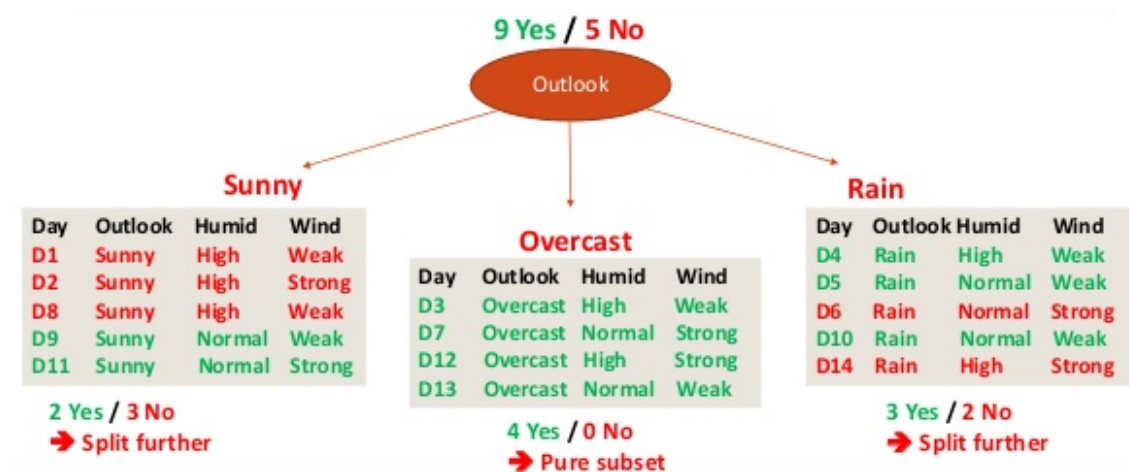 9 Yes / 5 No
Outlook
Sunny
Day Outlook Humid Wind
D1 Sunny High Weak
D2 Sunny High Strong
D8 Sunny High Weak
D9 Sunny Normal Weak
D11 Sunny Normal Strong
2 Yes / 3 No
➔ Split further
Overcast
Day Outlook Humid Wind
D3 Overcast High Weak
D7 Overcast Normal Strong
D12 Overcast High Strong
D13 Overcast Normal Weak
4 Yes / 0 No
➔ Pure subset
Rain
Day Outlook Humid Wind
D4 Rain High Weak
D5 Rain Normal Weak
D6 Rain Normal Strong
D10 Rain Normal Weak
D14 Rain High Strong
3 Yes / 2 No
➔ Split further